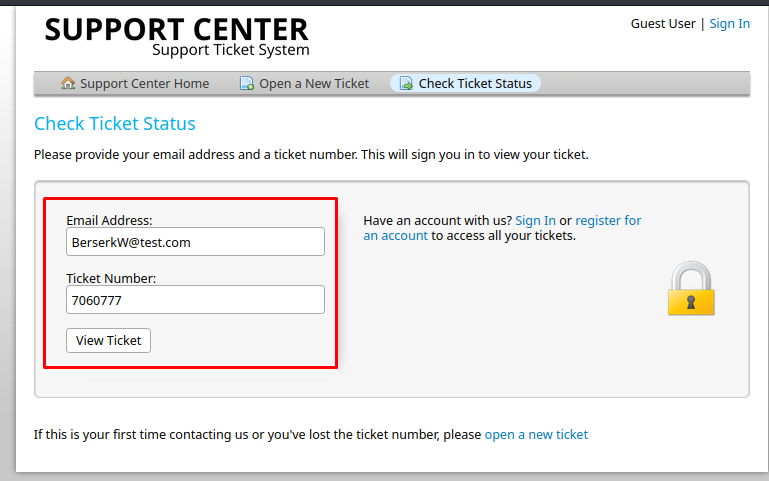 SUPPORT CENTER
Support Ticket System
Guest User | Sign In
Support Center Home
Open a New Ticket
Check Ticket Status
Check Ticket Status
Please provide your email address and a ticket number. This will sign you in to view your ticket.
Email Address:
BerserkW@test.com
Ticket Number:
7060777
View Ticket
Have an account with us? Sign In or register for
an account to access all your tickets.
If this is your first time contacting us or you've lost the ticket number, please open a new ticket